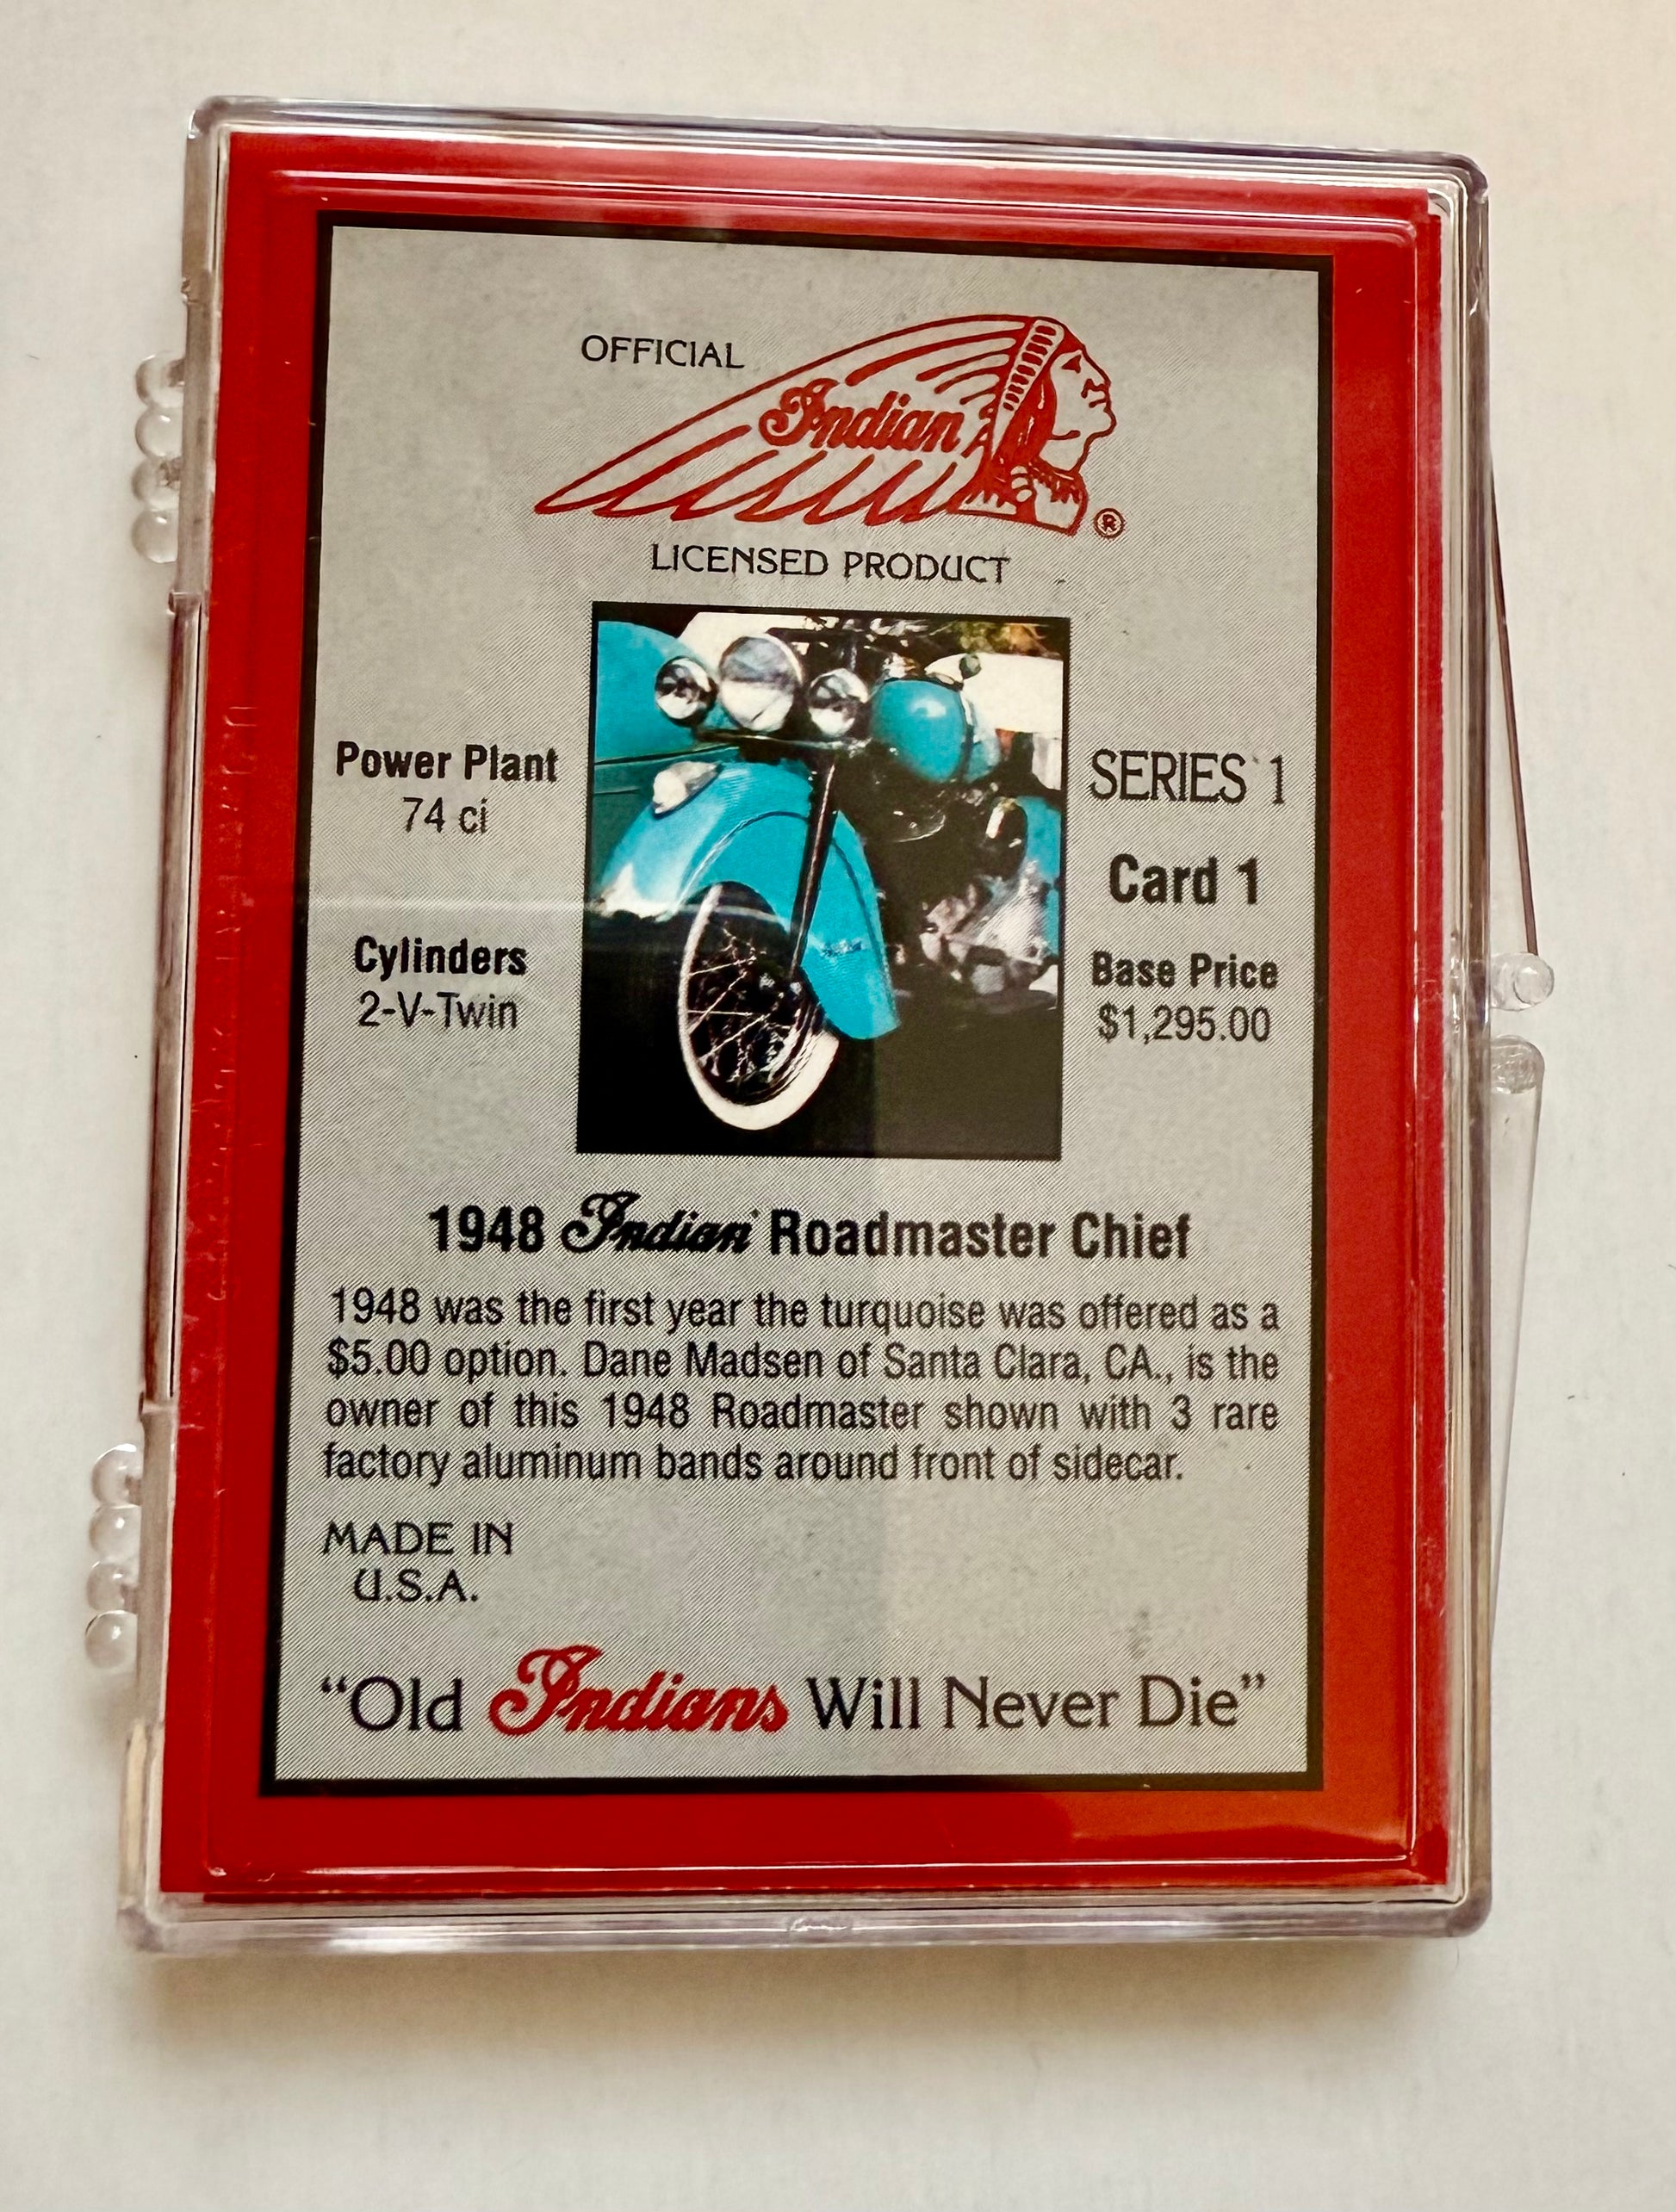 OFFICIAL
Indian
®
LICENSED PRODUCT
Power Plant
74 ci
Cylinders
2-V-Twin
SERIES 1
Card 1
Base Price
$1,295.00
1948 Indian Roadmaster Chief
1948 was the first year the turquoise was offered as a
$5.00 option. Dane Madsen of Santa Clara, CA., is the
owner of this 1948 Roadmaster shown with 3 rare
factory aluminum bands around front of sidecar.
MADE IN
U.S.A.
“Old Indians Will Never Die”